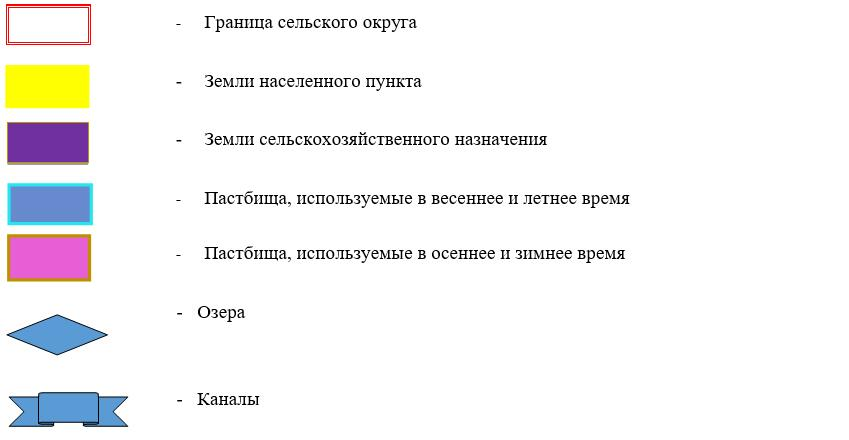 - Граница сельского округа
- Земли населенного пункта
- Земли сельскохозяйственного назначения
- Пастбища, используемые в весеннее и летнее время
- Пастбища, используемые в осеннее и зимнее время
- Озера
- Каналы